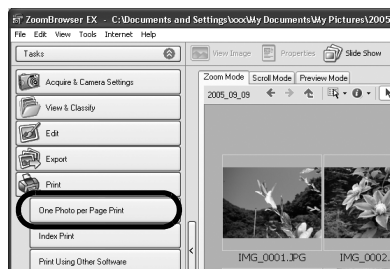 ZoomBrowser EX - C:\Documents and Settings\xxx\My Documents\My Pictures\2005
File Edit View Tools Internet Help
Tasks
View Image Properties Slide Show
Zoom Mode Scroll Mode Preview Mode
2005_09_09
Acquire & Camera Settings
View & Classify
Edit
Export
Print
One Photo per Page Print
Index Print
Print Using Other Software
IMG_0001.JPG IMG_0002